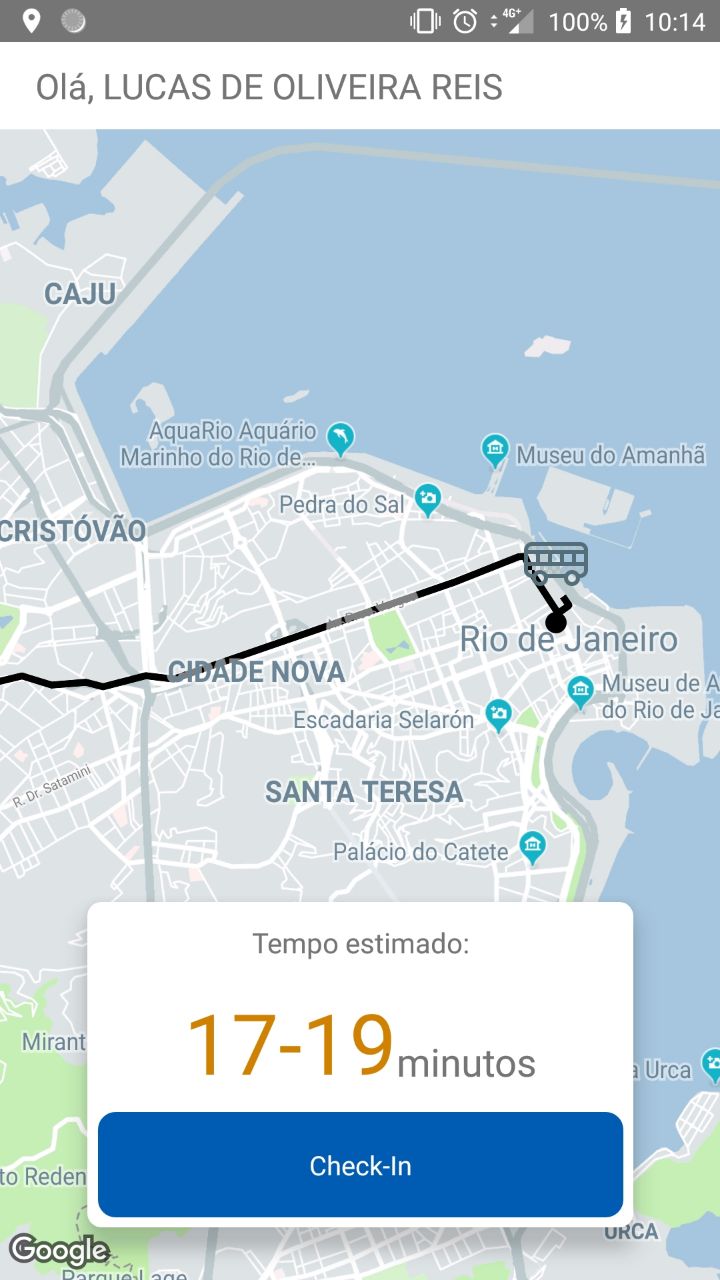 4G+ 100% 10:14
Olá, LUCAS DE OLIVEIRA REIS
CAJU
AquaRio Aquário
Marinho do Rio de...
Museu do Amanhã
Pedra do Sal
CRISTÓVÃO
Rio de Janeiro
CIDADE NOVA
Museu de A
do Rio de Ja
Escadaria Selarón
R. Dr. Satamini
SANTA TERESA
Palácio do Catete
Tempo estimado:
17-19 minutos
Mirant
a Urca
Check-In
to Reden
URCA
Google
Parque Lage